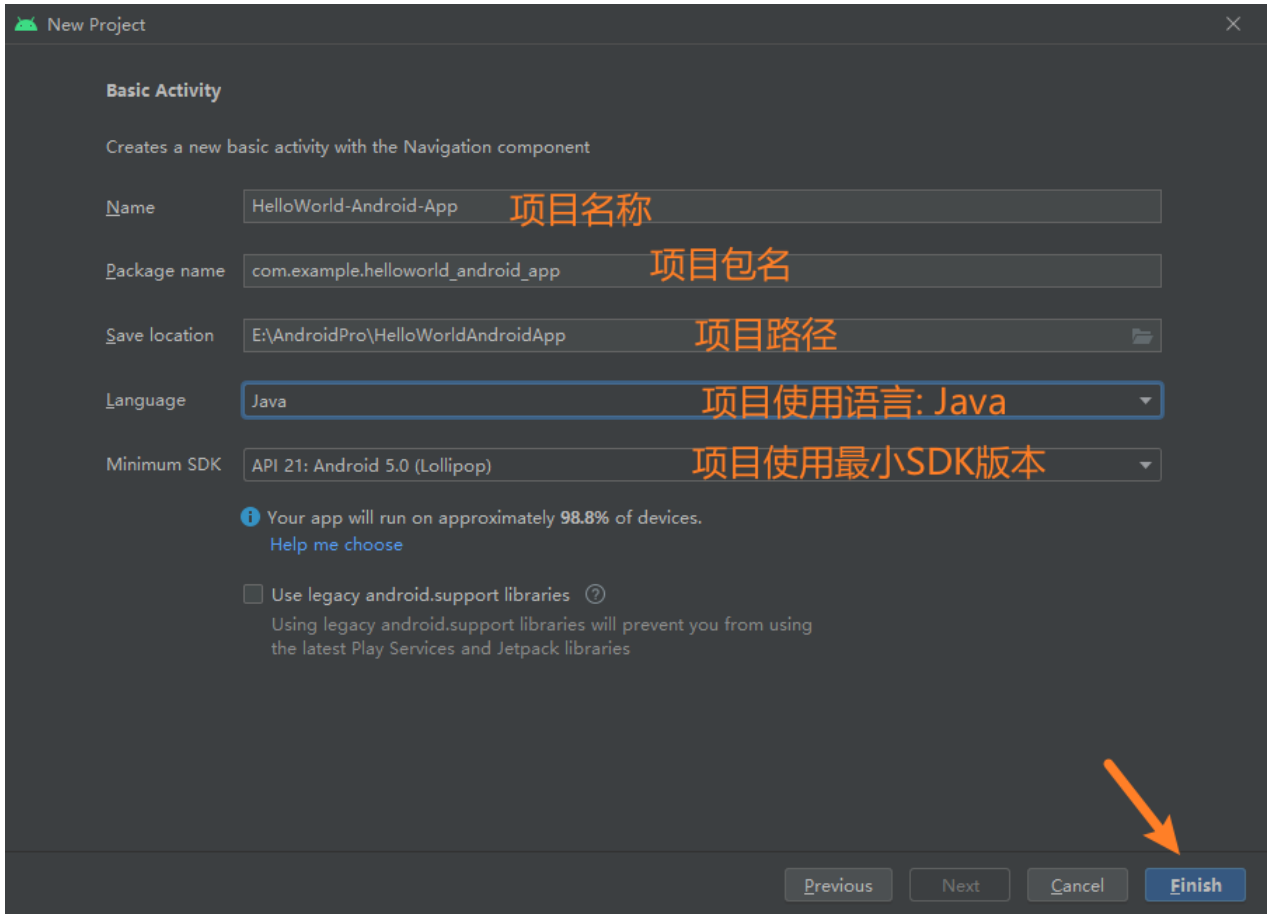 New Project
Basic Activity
Creates a new basic activity with the Navigation component
Name HelloWorld-Android-App 项目名称
Package name com.example.helloworld_android_app 项目包名
Save location E:\AndroidPro\HelloWorldAndroidApp 项目路径
Language Java 项目使用语言: Java
Minimum SDK API 21: Android 5.0 (Lollipop) 项目使用最小SDK版本
Your app will run on approximately 98.8% of devices.
Help me choose
Use legacy android.support libraries ?
Using legacy android.support libraries will prevent you from using
the latest Play Services and Jetpack libraries
Previous Next Cancel Finish